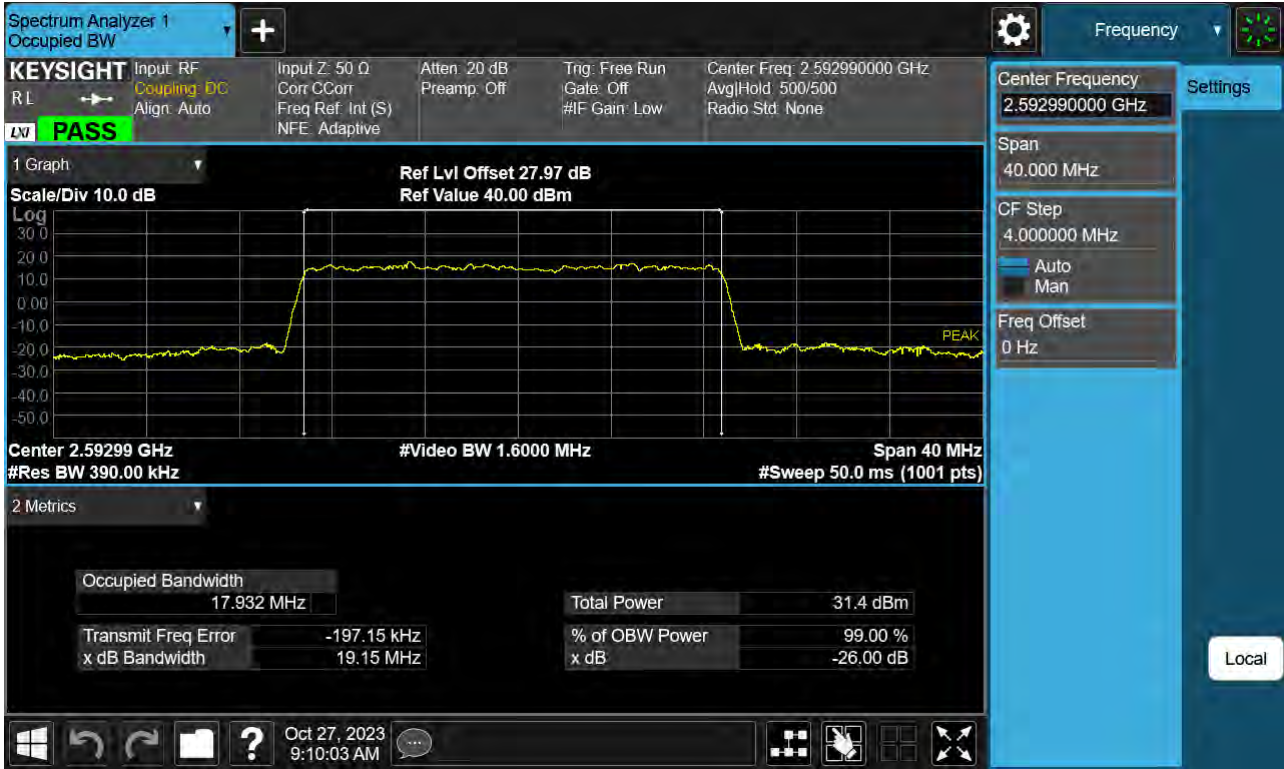 Spectrum Analyzer 1
Occupied BW
+
Frequency
KEYSIGHT
R L
LXI
PASS
Input: RF
Coupling: DC
Align: Auto
Input Z: 50 Ω
Corr CCorr
Freq Ref: Int (S)
NFE: Adaptive
Atten: 20 dB
Preamp: Off
Trig: Free Run
Gate: Off
#IF Gain: Low
Center Freq: 2.592990000 GHz
Avg|Hold: 500/500
Radio Std: None
1 Graph
Scale/Div 10.0 dB
Ref Lvl Offset 27.97 dB
Ref Value 40.00 dBm
Log
30.0
20.0
10.0
0.00
-10.0
-20.0
-30.0
-40.0
-50.0
PEAK
Center 2.59299 GHz
#Video BW 1.6000 MHz
Span 40 MHz
#Res BW 390.00 kHz
#Sweep 50.0 ms (1001 pts)
2 Metrics
Occupied Bandwidth
17.932 MHz
Total Power 31.4 dBm
Transmit Freq Error -197.15 kHz
% of OBW Power 99.00 %
x dB Bandwidth 19.15 MHz
x dB -26.00 dB
Center Frequency
2.592990000 GHz
Settings
Span
40.000 MHz
CF Step
4.000000 MHz
Auto
Man
Freq Offset
0 Hz
Local
?
Oct 27, 2023
9:10:03 AM